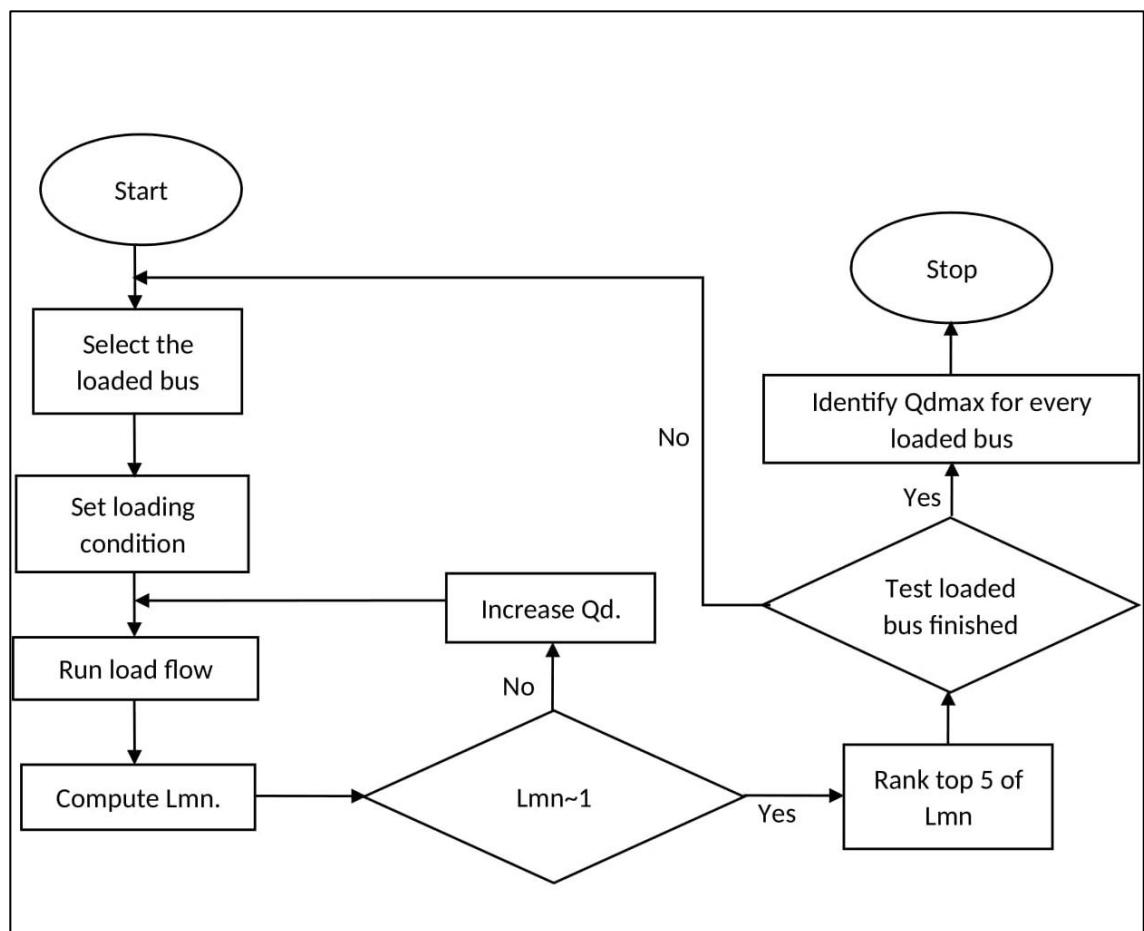 Start
Select the
loaded bus
Set loading
condition
Run load flow
Compute Lmn.
Lmn~1
No
Increase Qd.
Yes
Rank top 5 of
Lmn
Test loaded
bus finished
No
Yes
Identify Qdmax for every
loaded bus
Stop